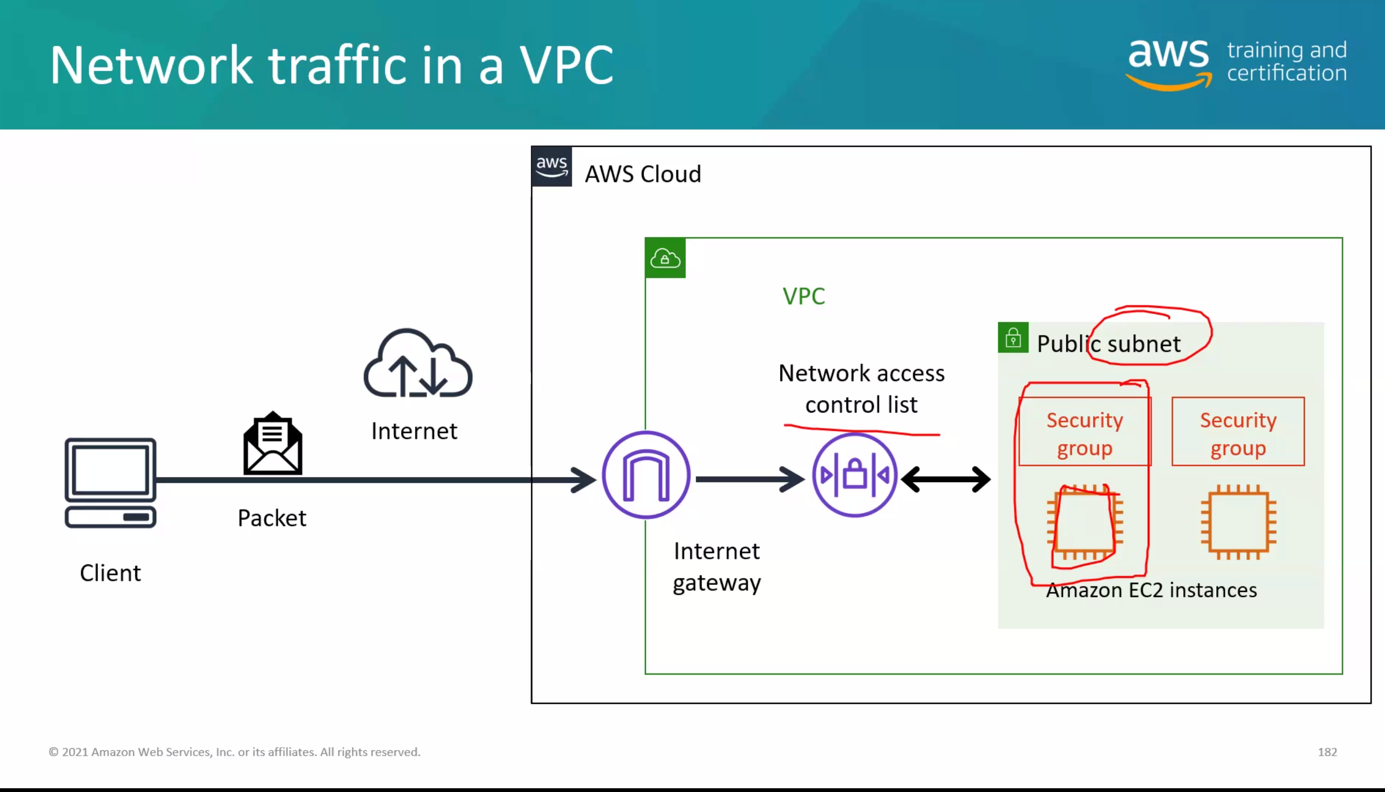 Network traffic in a VPC
aws training and
certification
aws
AWS Cloud
VPC
Public subnet
Network access
control list
Security
group
Security
group
Internet
Packet
Client
Internet
gateway
Amazon EC2 instances
© 2021 Amazon Web Services, Inc. or its affiliates. All rights reserved.
182